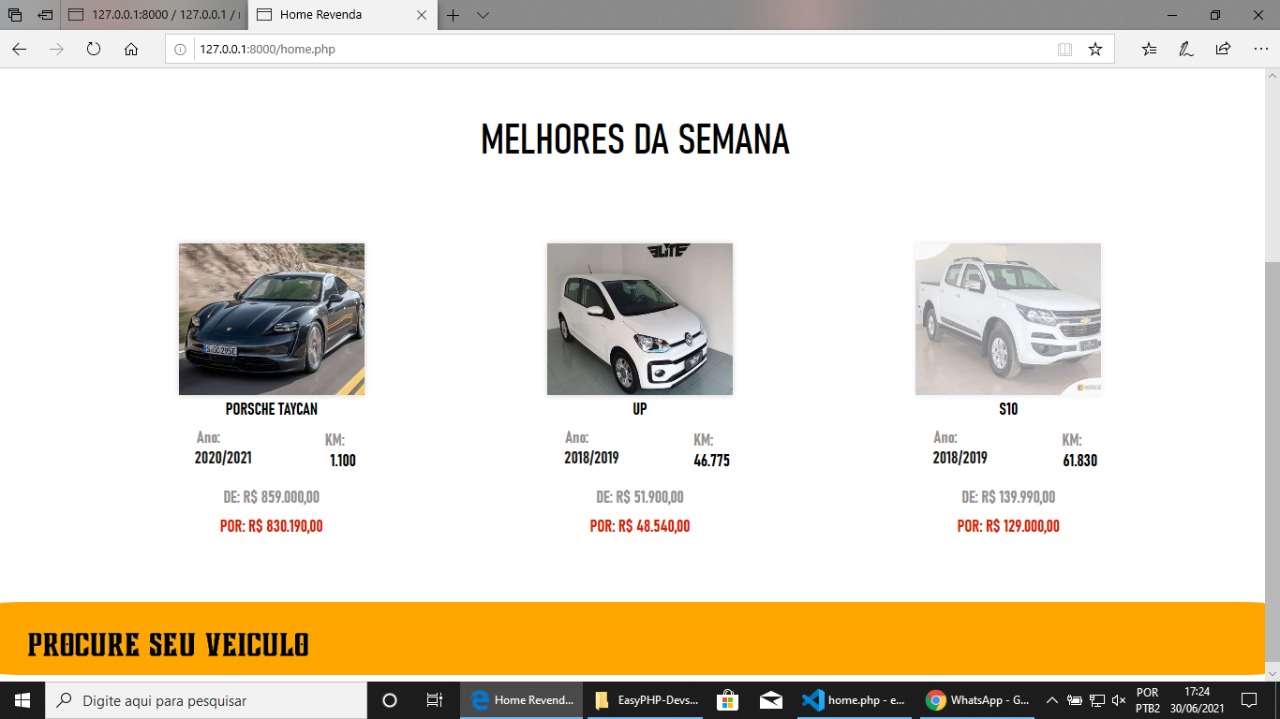 127.0.0.1:8000 / 127.0.0.1 /
Home Revenda
127.0.0.1:8000/home.php
MELHORES DA SEMANA
ELITE
PORSCHE TAYCAN
Ano:
KM:
2020/2021
1.100
DE: R$ 859.000,00
POR: R$ 830.190,00
UP
Ano:
KM:
2018/2019
46.775
DE: R$ 51.900,00
POR: R$ 48.540,00
S10
Ano:
KM:
2018/2019
61.830
DE: R$ 139.990,00
POR: R$ 129.000,00
PROCURE SEU VEICULO
Digite aqui para pesquisar
Home Revend...
EasyPHP-Devs...
home.php - e...
WhatsApp - G...
POR
PTB2
17:24
30/06/2021